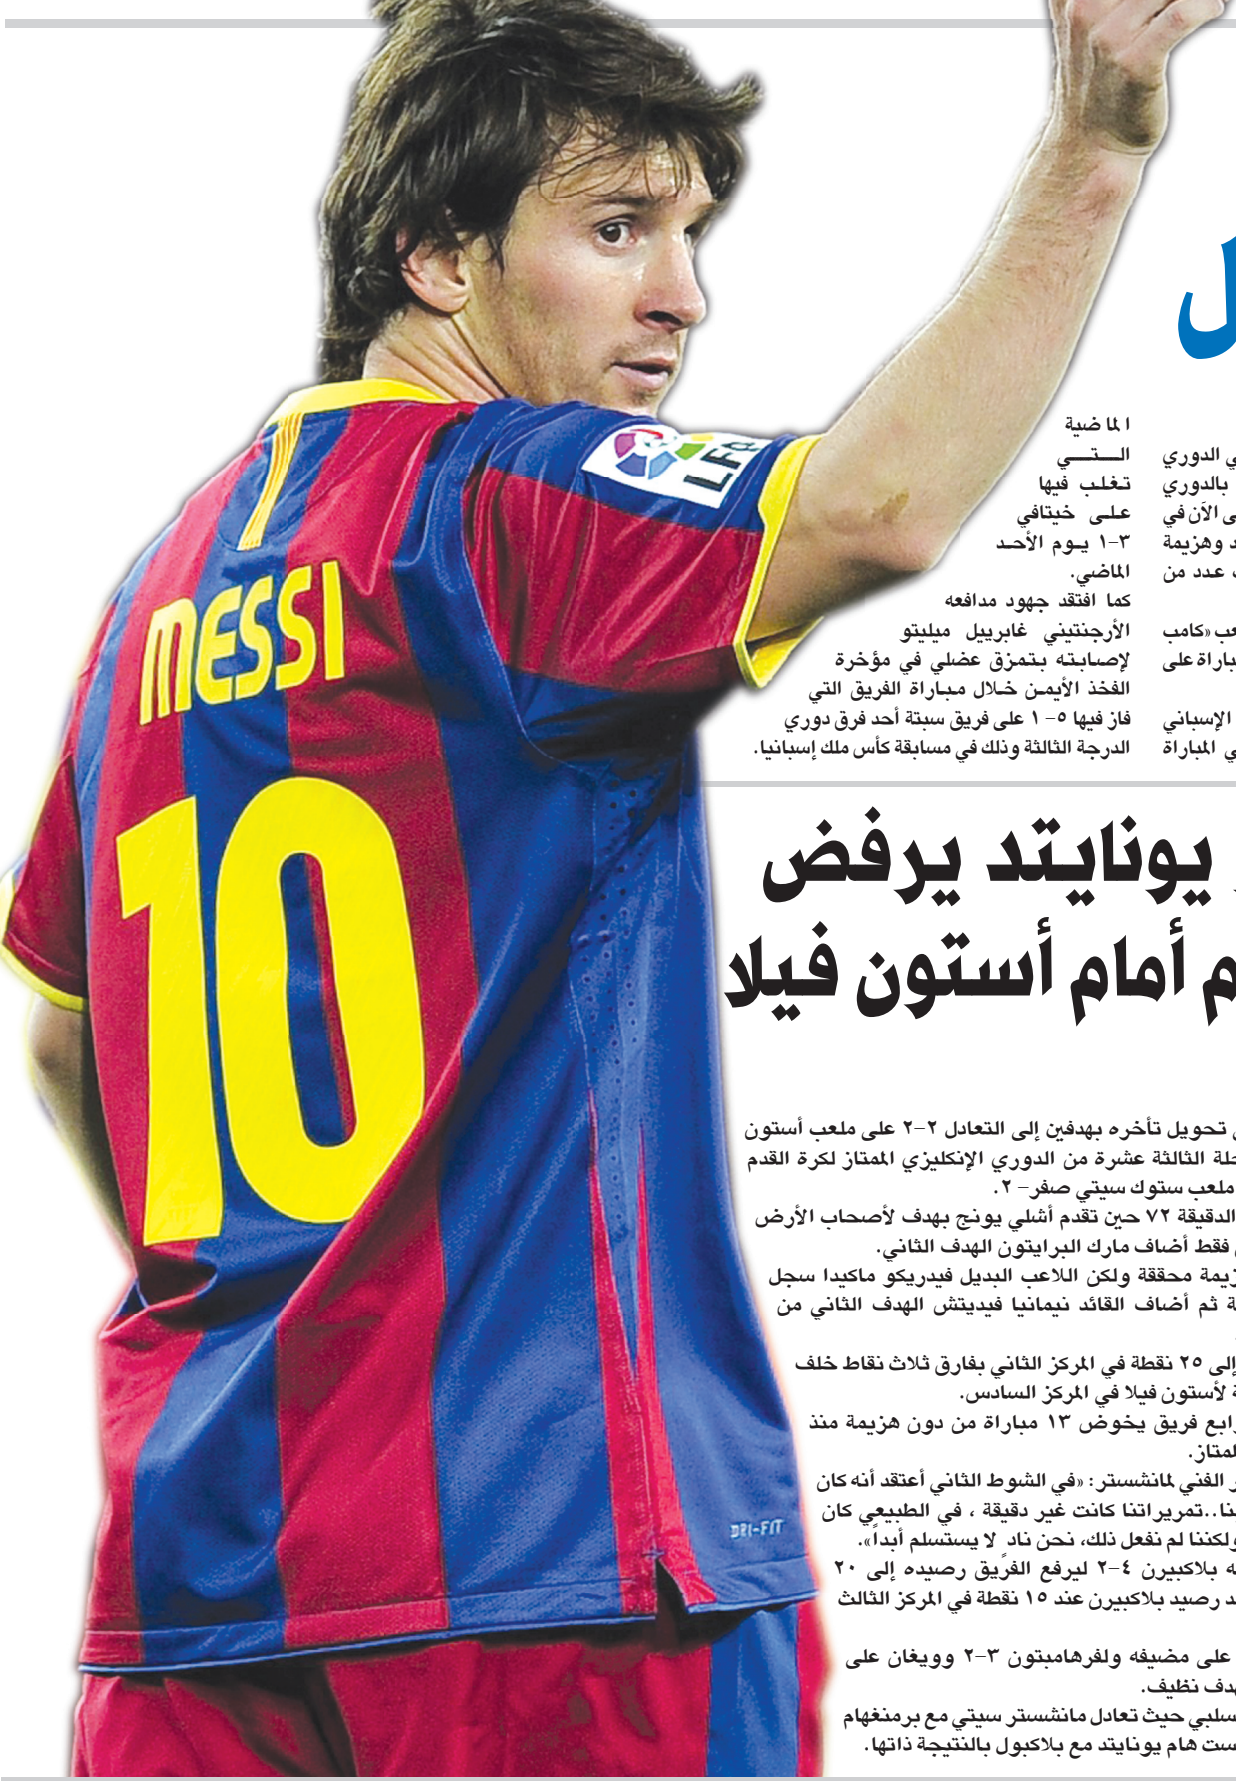 ل
ي الدوري
بالدوري
ى الآن في
د وهزيمة
عدد من
عب «كامب
باراة على
الإسباني
ي المباراة
الماضية
الـــتـــي
تغلب فيها
على خيتافي
٣-١ يوم الأحد
الماضي.
كما افتقد جهود مدافعه
الأرجنتيني غابرييل ميليتو
لإصابته بتمزق عضلي في مؤخرة
الفخذ الأيمن خلال مباراة الفريق التي
فاز فيها ٥- ١ على فريق سبتة أحد فرق دوري
الدرجة الثالثة وذلك في مسابقة كأس ملك إسبانيا.
LFP
MESSI
10
DRI-FIT
يونايتد يرفض
م أمام أستون فيلا
تحويل تأخره بهدفين إلى التعادل ٢-٢ على ملعب أستون
حلة الثالثة عشرة من الدوري الإنكليزي الممتاز لكرة القدم
ملعب ستوك سيتي صفر- ٢.
الدقيقة ٧٢ حين تقدم أشلي يونج بهدف لأصحاب الأرض
فقط أضاف مارك البرايتون الهدف الثاني.
زيمة محققة ولكن اللاعب البديل فيدريكو ماكيدا سجل
ة ثم أضاف القائد نيمانيا فيديتش الهدف الثاني من
إلى ٢٥ نقطة في المركز الثاني بفارق ثلاث نقاط خلف
ة لأستون فيلا في المركز السادس.
رابع فريق يخوض ١٣ مباراة من دون هزيمة منذ
لمتاز.
ر الفني لمانشستر: «في الشوط الثاني أعتقد أنه كان
نا..تمريراتنا كانت غير دقيقة ، في الطبيعي كان
ولكننا لم نفعل ذلك، نحن نادٍ لا يستسلم أبداً».
ه بلاكبيرن ٤-٢ ليرفع الفريق رصيده إلى ٢٠
د رصيد بلاكبيرن عند ١٥ نقطة في المركز الثالث
على مضيفه ولفرهامبتون ٣-٢ وويغان على
هدف نظيف.
سلبي حيث تعادل مانشستر سيتي مع برمنغهام
ست هام يونايتد مع بلاكبول بالنتيجة ذاتها.